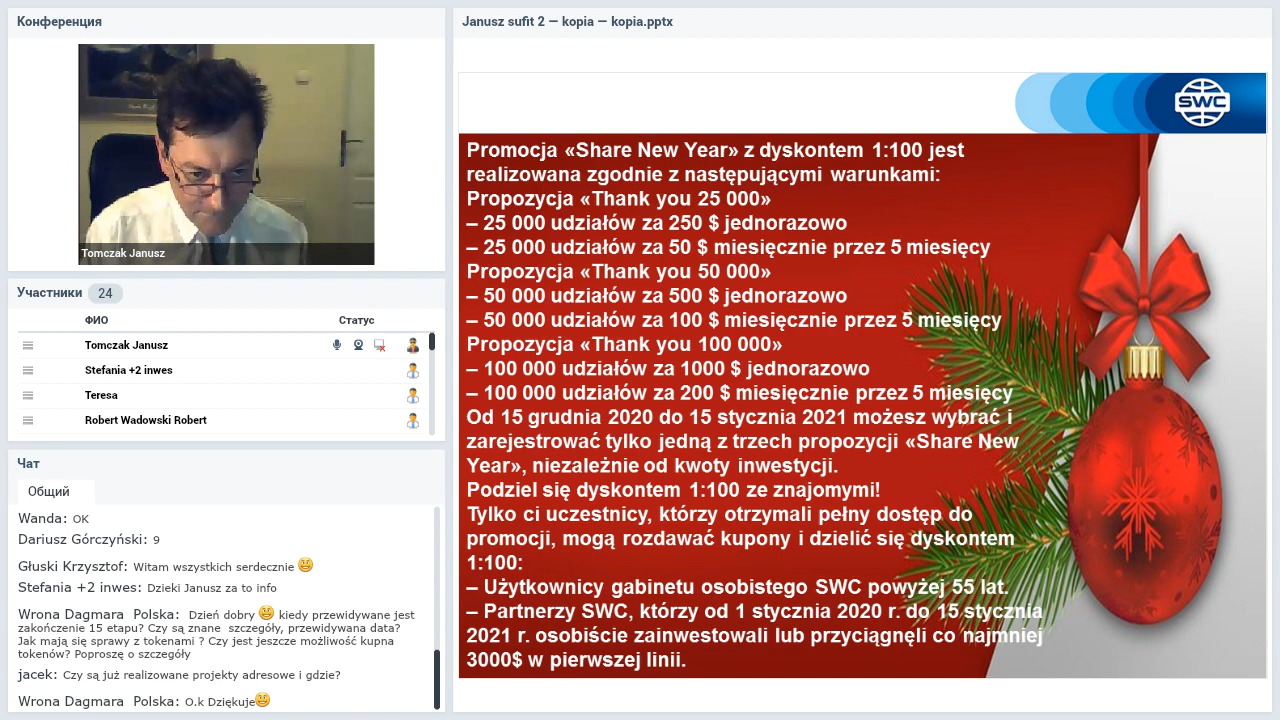 Конференция
Tomczak Janusz
Участники 24
ФИО Статус
Tomczak Janusz
Stefania +2 inwes
Teresa
Robert Wadowski Robert
Чат
Общий
Wanda: OK
Dariusz Górczyński: 9
Głuski Krzysztof: Witam wszystkich serdecznie
Stefania +2 inwes: Dzieki Janusz za to info
Wrona Dagmara Polska: Dzień dobry kiedy przewidywane jest
zakończenie 15 etapu? Czy są znane szczegóły, przewidywana data?
Jak mają się sprawy z tokenami ? Czy jest jeszcze możliwość kupna
tokenów? Poproszę o szczegóły
jacek: Czy są już realizowane projekty adresowe i gdzie?
Wrona Dagmara Polska: O.k Dziękuje
Janusz sufit 2 — kopia — kopia.pptx
SWC
Promocja «Share New Year» z dyskontem 1:100 jest
realizowana zgodnie z następującymi warunkami:
Propozycja «Thank you 25 000»
– 25 000 udziałów za 250 $ jednorazowo
– 25 000 udziałów za 50 $ miesięcznie przez 5 miesięcy
Propozycja «Thank you 50 000»
– 50 000 udziałów za 500 $ jednorazowo
– 50 000 udziałów za 100 $ miesięcznie przez 5 miesięcy
Propozycja «Thank you 100 000»
– 100 000 udziałów za 1000 $ jednorazowo
– 100 000 udziałów za 200 $ miesięcznie przez 5 miesięcy
Od 15 grudnia 2020 do 15 stycznia 2021 możesz wybrać i
zarejestrować tylko jedną z trzech propozycji «Share New
Year», niezależnie od kwoty inwestycji.
Podziel się dyskontem 1:100 ze znajomymi!
Tylko ci uczestnicy, którzy otrzymali pełny dostęp do
promocji, mogą rozdawać kupony i dzielić się dyskontem
1:100:
– Użytkownicy gabinetu osobistego SWC powyżej 55 lat.
– Partnerzy SWC, którzy od 1 stycznia 2020 r. do 15 stycznia
2021 r. osobiście zainwestowali lub przyciągnęli co najmniej
3000$ w pierwszej linii.